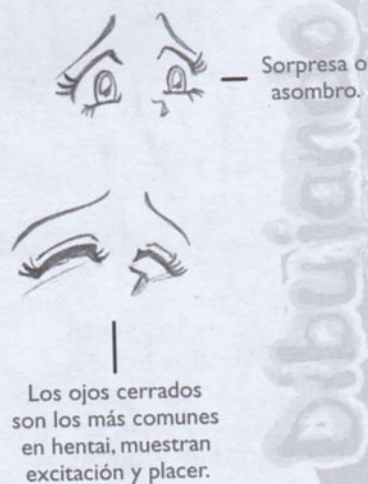 Sorpresa o
asombro.
Dibujando
Los ojos cerrados
son los más comunes
en hentai, muestran
excitación y placer.